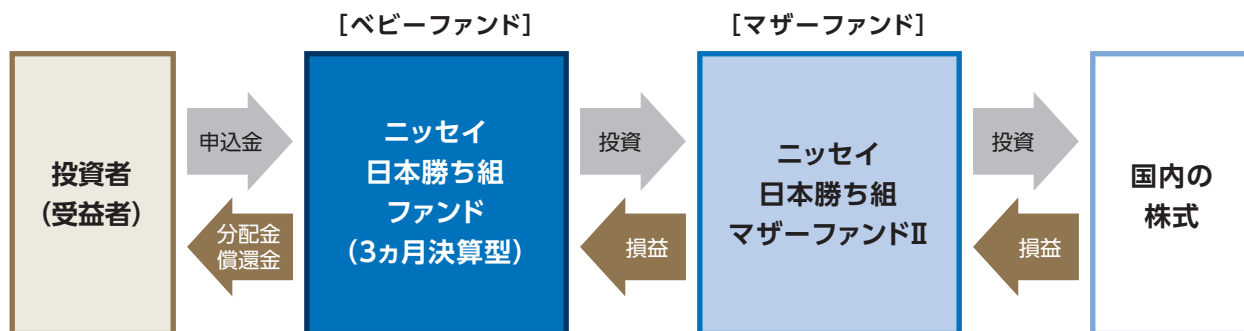 [ベビーファンド]
[マザーファンド]
投資者
(受益者)
申込金
分配金
償還金
ニッセイ
日本勝ち組
ファンド
(3ヵ月決算型)
投資
損益
ニッセイ
日本勝ち組
マザーファンドⅡ
投資
損益
国内の
株式